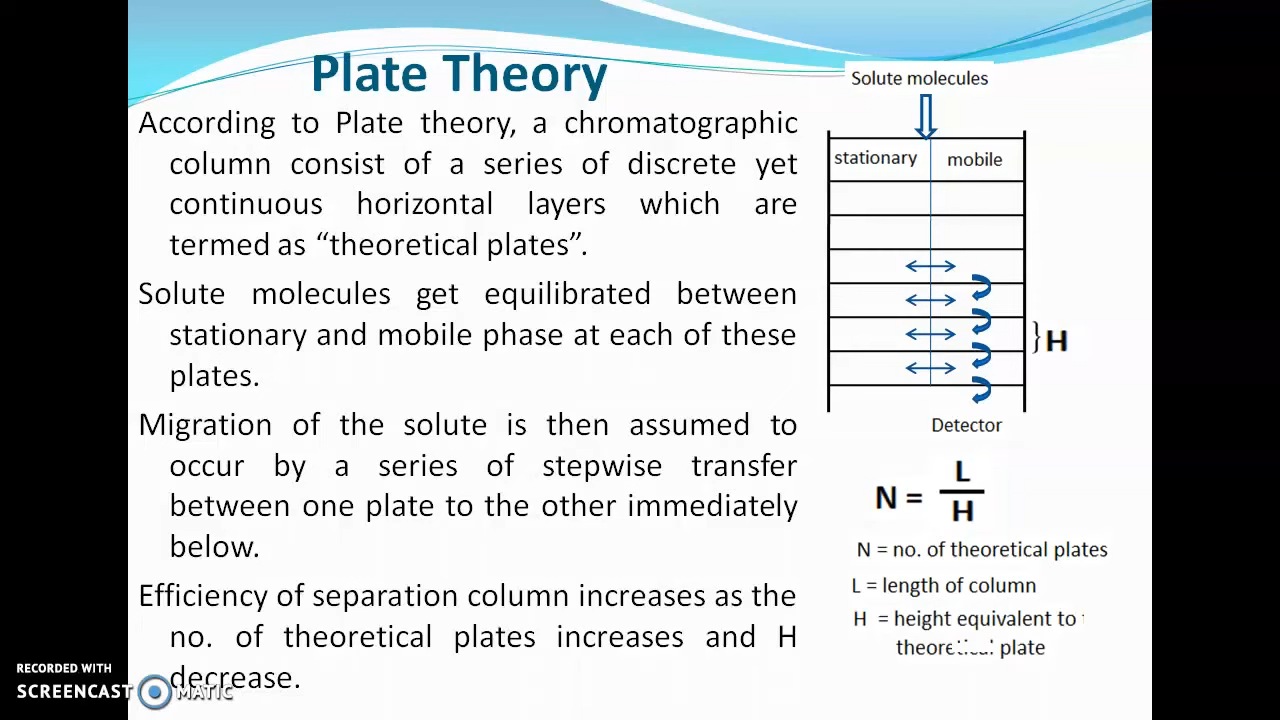 Plate Theory
According to Plate theory, a chromatographic
column consist of a series of discrete yet
continuous horizontal layers which are
termed as “theoretical plates”.
Solute molecules get equilibrated between
stationary and mobile phase at each of these
plates.
Migration of the solute is then assumed to
occur by a series of stepwise transfer
between one plate to the other immediately
below.
Efficiency of separation column increases as the
no. of theoretical plates increases and H
decrease.
Solute molecules
stationary mobile
} H
Detector
N = L
H
N = no. of theoretical plates
L = length of column
H = height equivalent to
theoretical plate
RECORDED WITH
SCREENCAST MATIC